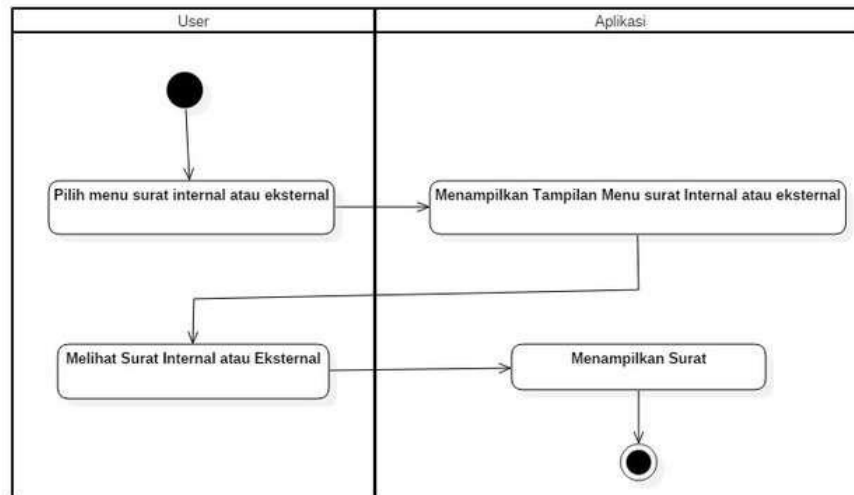 User
Aplikasi
Pilih menu surat internal atau eksternal
Menampilkan Tampilan Menu surat Internal atau eksternal
Melihat Surat Internal atau Eksternal
Menampilkan Surat